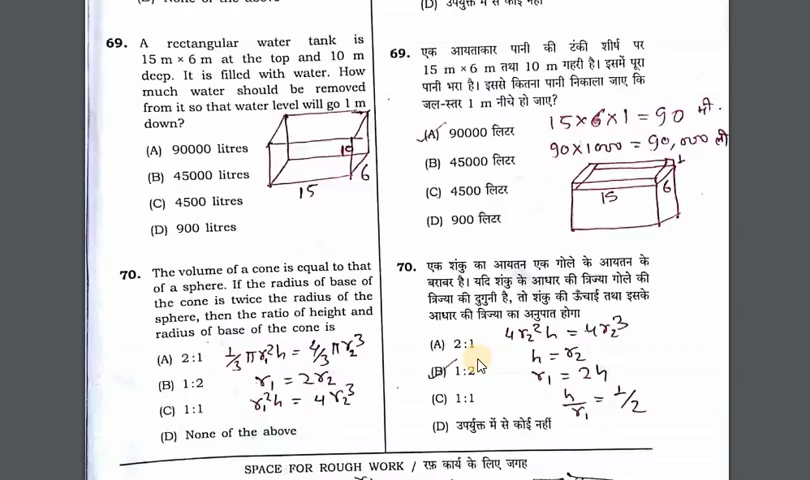 (D) उपर्युक्त में से कोई नहीं
69. A rectangular water tank is
15 m × 6 m at the top and 10 m
deep. It is filled with water. How
much water should be removed
from it so that water level will go 1 m
down?
(A) 90000 litres
(B) 45000 litres
(C) 4500 litres
(D) 900 litres
10
6
15
69. एक आयताकार पानी की टंकी शीर्ष पर
15 m × 6 m तथा 10 m गहरी है। इसमें पूरा
पानी भरा है। इससे कितना पानी निकाला जाए कि
जल-स्तर 1 m नीचे हो जाए?
15×6×1 = 90 मी.
(A) 90000 लिटर
90×1000 = 90,000 ली
(B) 45000 लिटर
(C) 4500 लिटर
(D) 900 लिटर
1
15
6
70. The volume of a cone is equal to that
of a sphere. If the radius of base of
the cone is twice the radius of the
sphere, then the ratio of height and
radius of base of the cone is
(A) 2:1
1/3 πr₁²h = 4/3 πr₂³
(B) 1:2
r₁ = 2r₂
(C) 1:1
r₁²h = 4r₂³
(D) None of the above
70. एक शंकु का आयतन एक गोले के आयतन के
बराबर है। यदि शंकु के आधार की त्रिज्या गोले की
त्रिज्या की दुगुनी है, तो शंकु की ऊँचाई तथा इसके
आधार की त्रिज्या का अनुपात होगा
4r₂²h = 4r₂³
(A) 2:1
h = r₂
(B) 1:2
r₁ = 2h
(C) 1:1
h/r₁ = 1/2
(D) उपर्युक्त में से कोई नहीं
SPACE FOR ROUGH WORK / रफ़ कार्य के लिए जगह